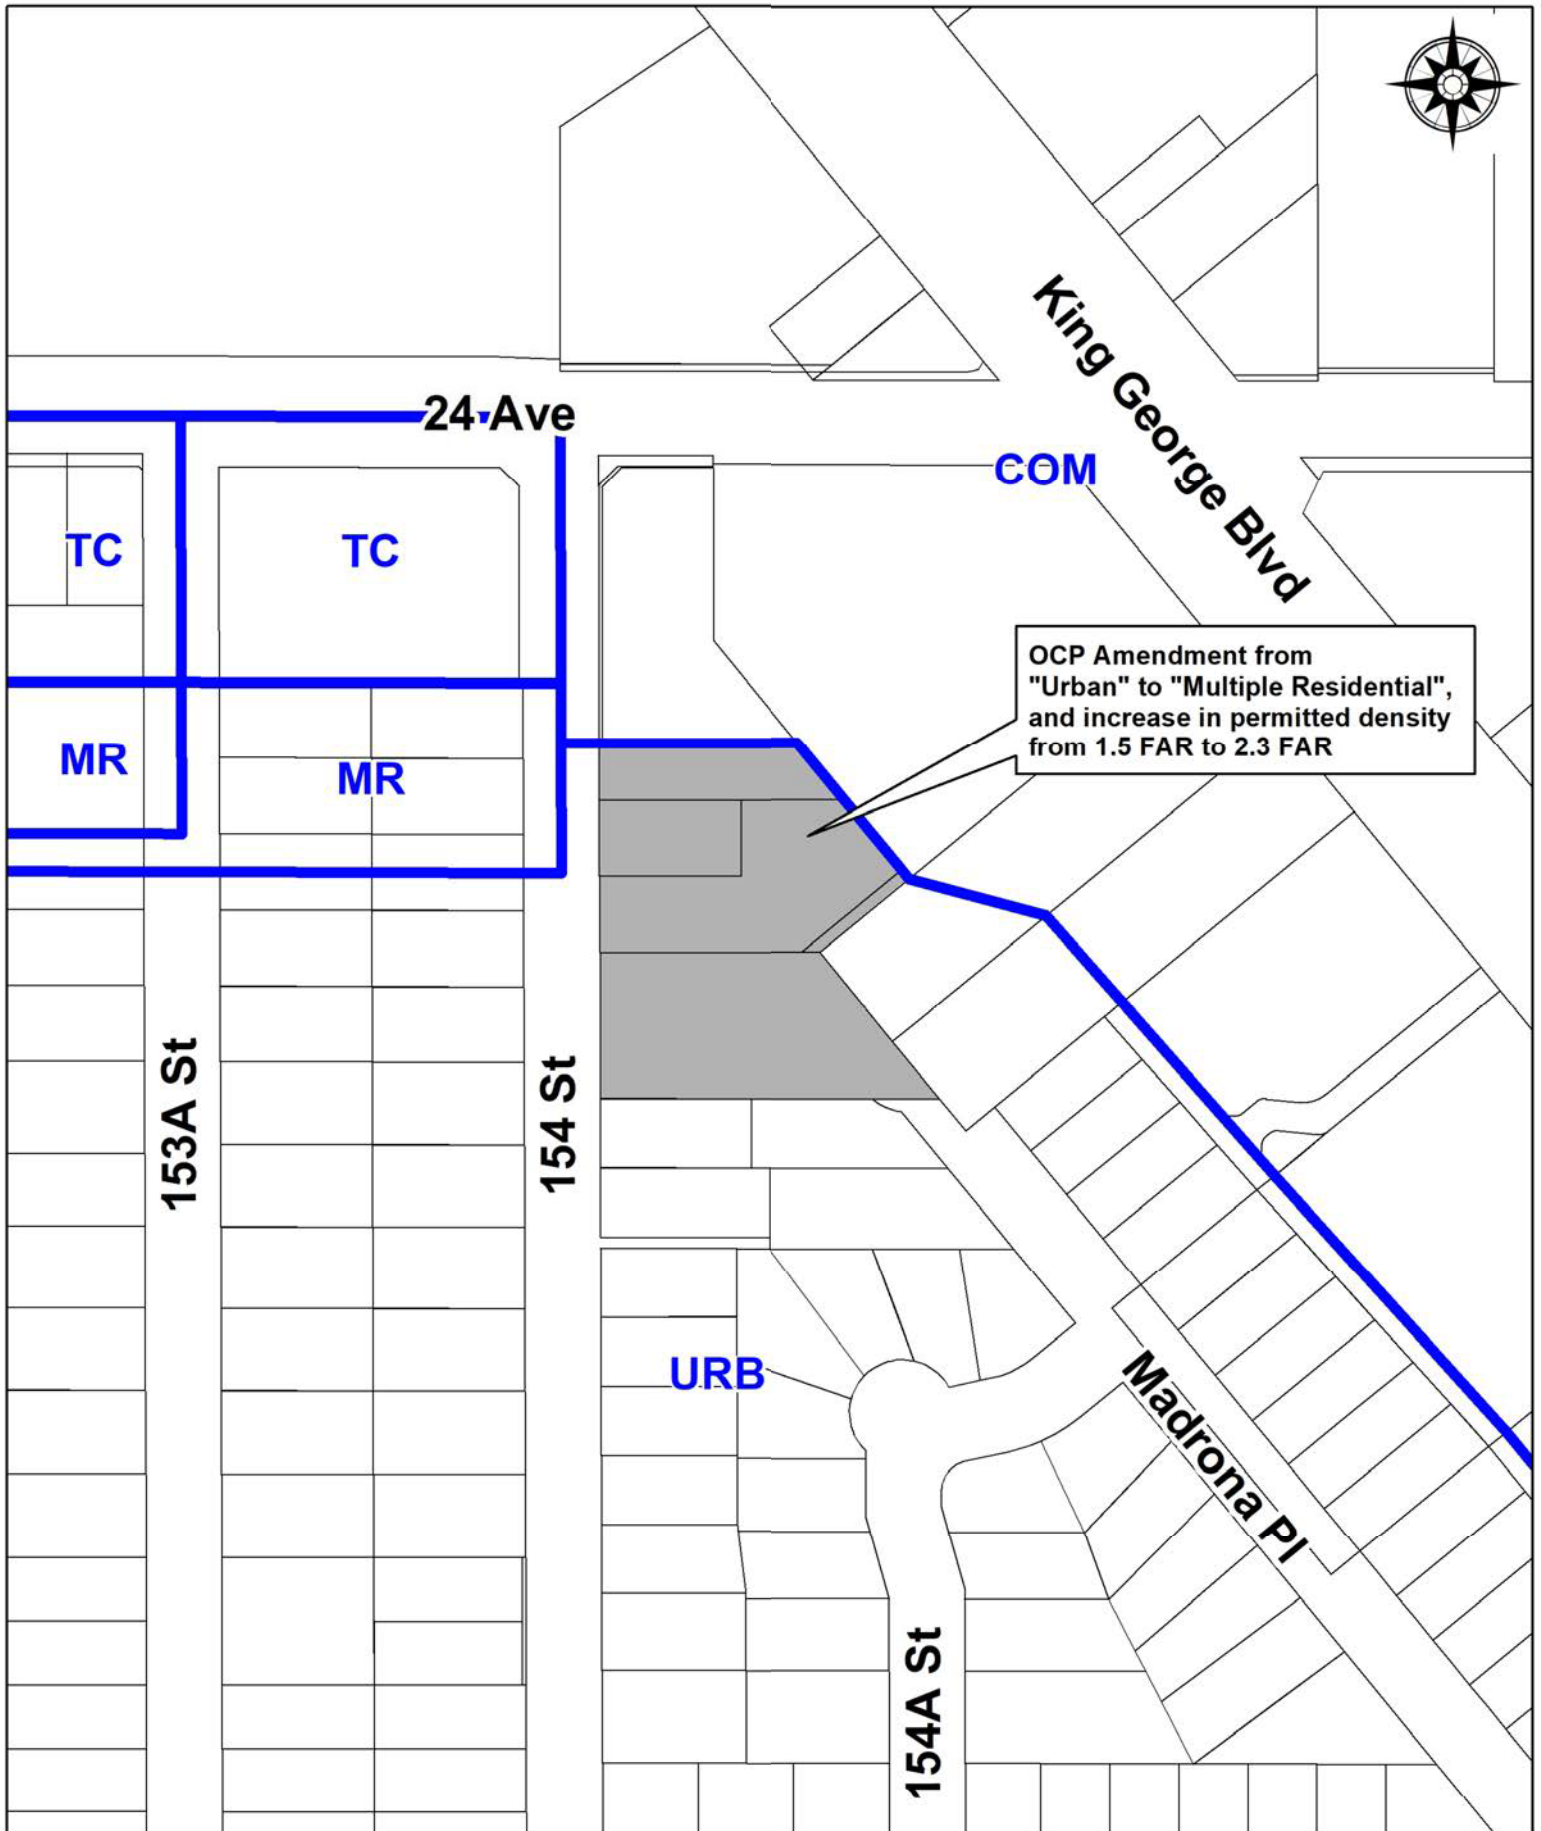 King George Blvd
24 Ave
COM
TC
TC
OCP Amendment from
"Urban" to "Multiple Residential",
and increase in permitted density
from 1.5 FAR to 2.3 FAR
MR
MR
153A St
154 St
URB
Madrona Pl
154A St